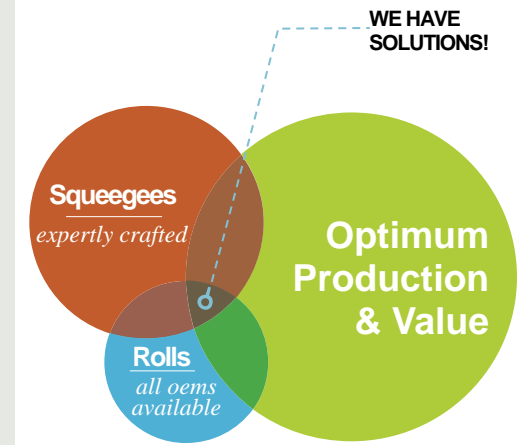 WE HAVE
SOLUTIONS!
Squeegees
expertly crafted
Optimum
Production
& Value
Rolls
all oems
available